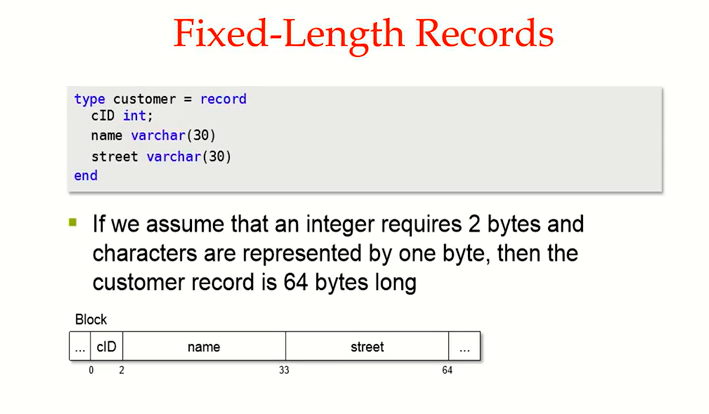 Fixed-Length Records
type customer = record
cID int;
name varchar(30)
street varchar(30)
end
If we assume that an integer requires 2 bytes and
characters are represented by one byte, then the
customer record is 64 bytes long
Block
... cID name street ...
0 2 33 64